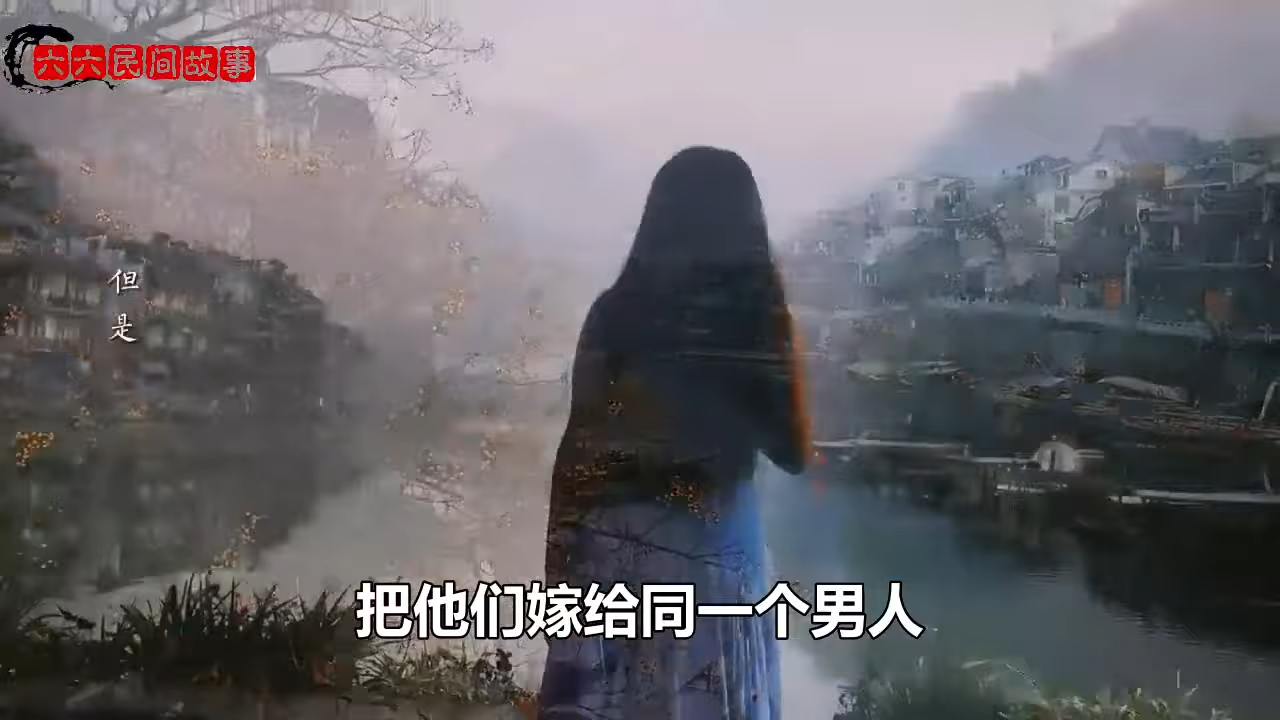 六六民间故事
但是
把他们嫁给同一个男人